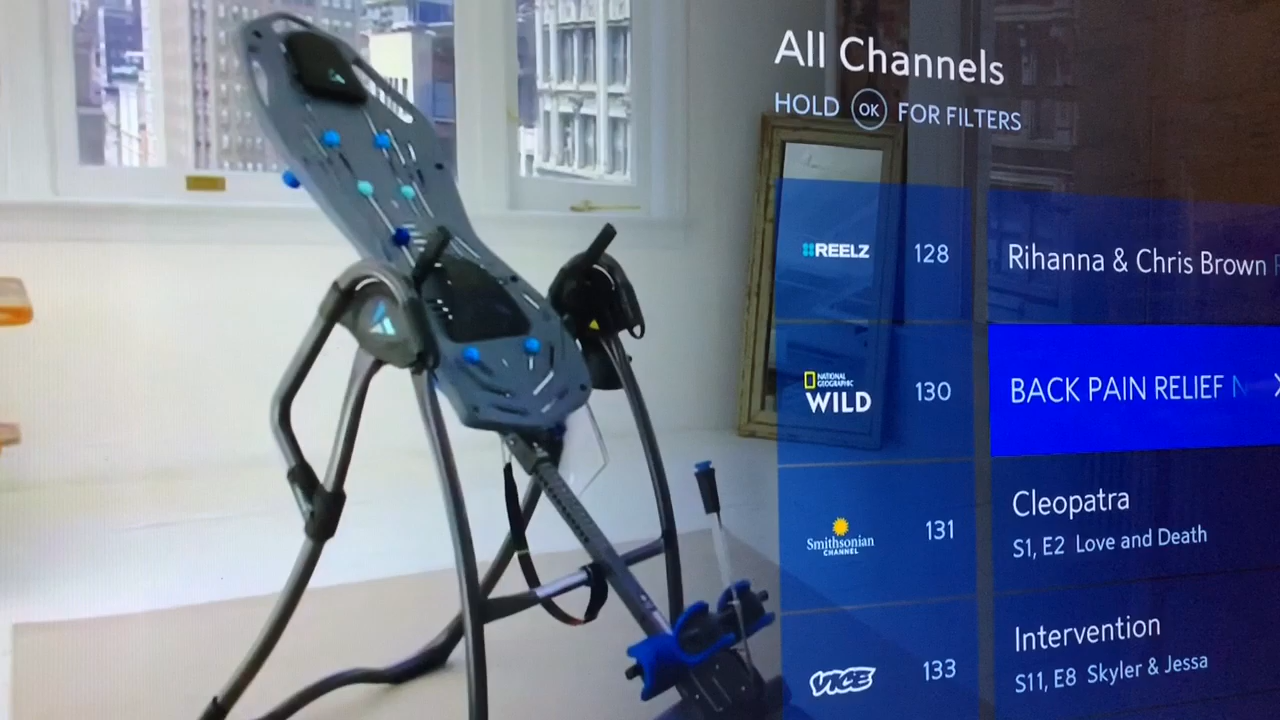 All Channels
HOLD OK FOR FILTERS
REELZ 128 Rihanna & Chris Brown
NATIONAL
GEOGRAPHIC
WILD 130 BACK PAIN RELIEF N
Smithsonian
CHANNEL
131 Cleopatra
S1, E2 Love and Death
VICE 133 Intervention
S11, E8 Skyler & Jessa